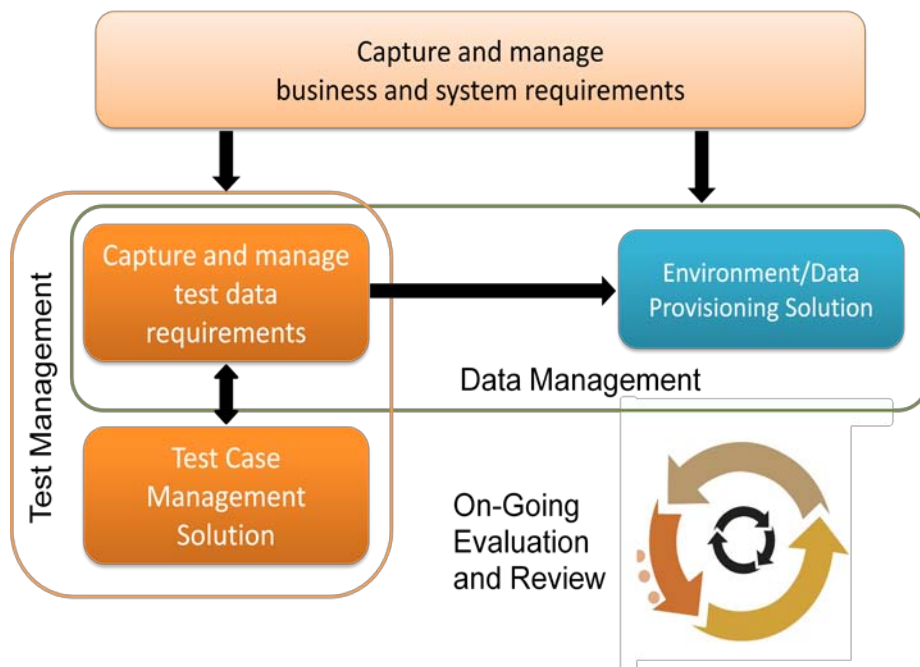 Capture and manage
business and system requirements
Test Management
Capture and manage
test data
requirements
Environment/Data
Provisioning Solution
Data Management
Test Case
Management
Solution
On-Going
Evaluation
and Review